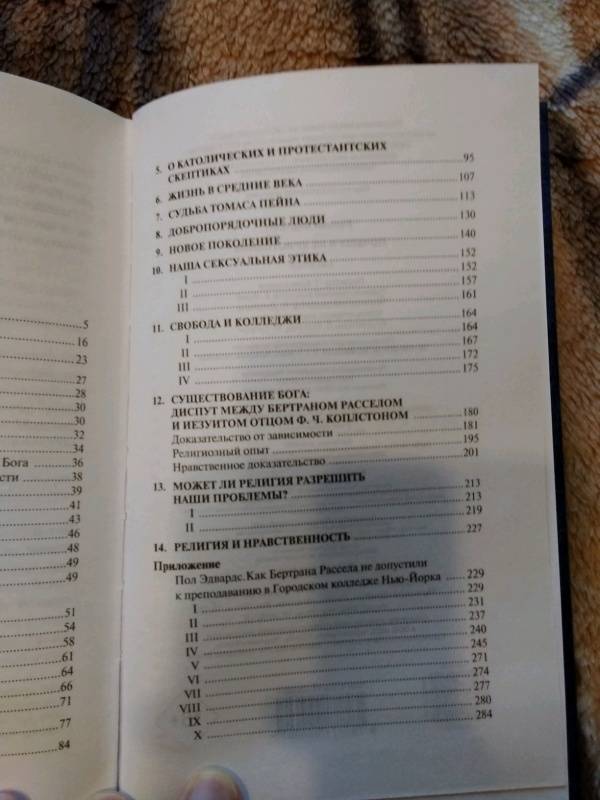 5
16
23
27
28
30
30
32
34
Бога 36
сти 38
39
41
43
46
48
49
49
51
54
58
61
64
66
71
77
84
5. О КАТОЛИЧЕСКИХ И ПРОТЕСТАНТСКИХ
СКЕПТИКАХ 95
6. ЖИЗНЬ В СРЕДНИЕ ВЕКА 107
7. СУДЬБА ТОМАСА ПЕЙНА 113
8. ДОБРОПОРЯДОЧНЫЕ ЛЮДИ 130
9. НОВОЕ ПОКОЛЕНИЕ 140
10. НАША СЕКСУАЛЬНАЯ ЭТИКА 152
I 152
II 157
III 161
11. СВОБОДА И КОЛЛЕДЖИ 164
I 164
II 167
III 172
IV 175
12. СУЩЕСТВОВАНИЕ БОГА:
ДИСПУТ МЕЖДУ БЕРТРАНОМ РАССЕЛОМ
И ИЕЗУИТОМ ОТЦОМ Ф. Ч. КОПЛСТОНОМ 180
Доказательство от зависимости 181
Религиозный опыт 195
Нравственное доказательство 201
13. МОЖЕТ ЛИ РЕЛИГИЯ РАЗРЕШИТЬ
НАШИ ПРОБЛЕМЫ? 213
I 213
II 219
14. РЕЛИГИЯ И НРАВСТВЕННОСТЬ 227
Приложение
Пол Эдвардс. Как Бертрана Рассела не допустили
к преподаванию в Городском колледже Нью-Йорка 229
I 229
II 231
III 237
IV 240
V 245
VI 271
VII 274
VIII 277
IX 280
X 284